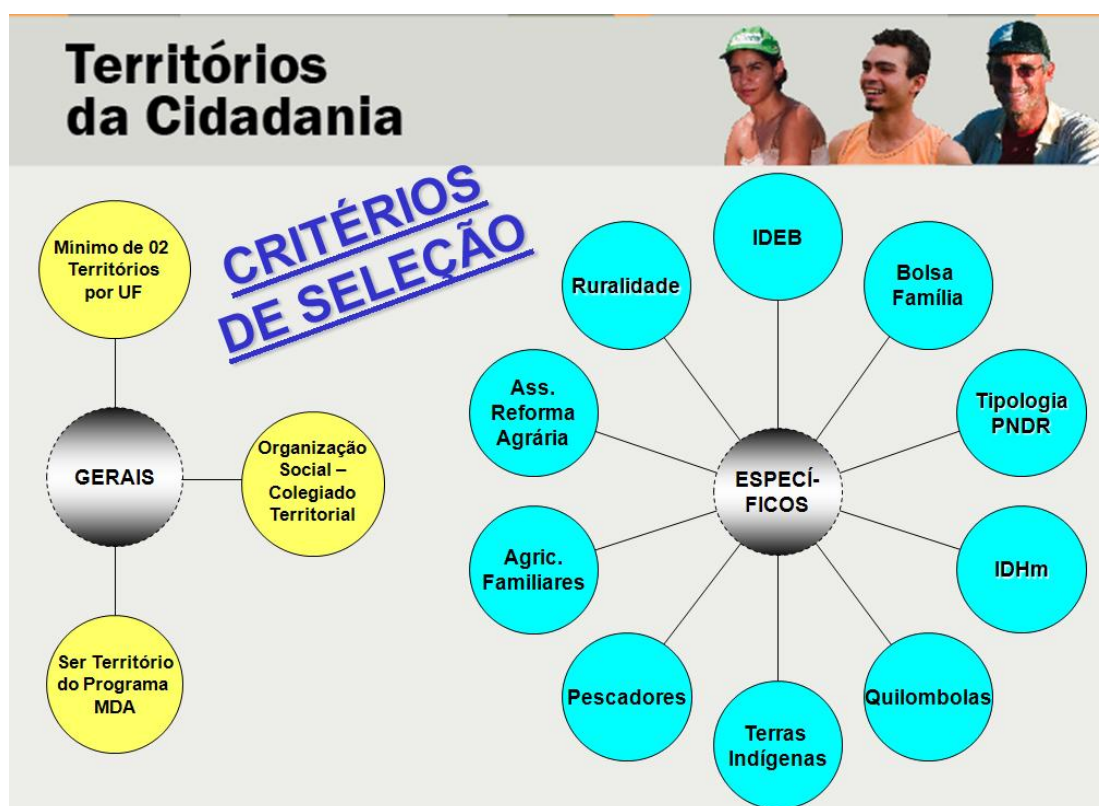 Territórios
da Cidadania
CRITÉRIOS
DE SELEÇÃO
Mínimo de 02
Territórios
por UF
GERAIS
Organização
Social –
Colegiado
Territorial
Ser Território
do Programa
MDA
IDEB
Bolsa
Família
Tipologia
PNDR
IDHm
Quilombolas
Terras
Indígenas
Pescadores
Agric.
Familiares
Ass.
Reforma
Agrária
Ruralidade
ESPECÍ-
FICOS